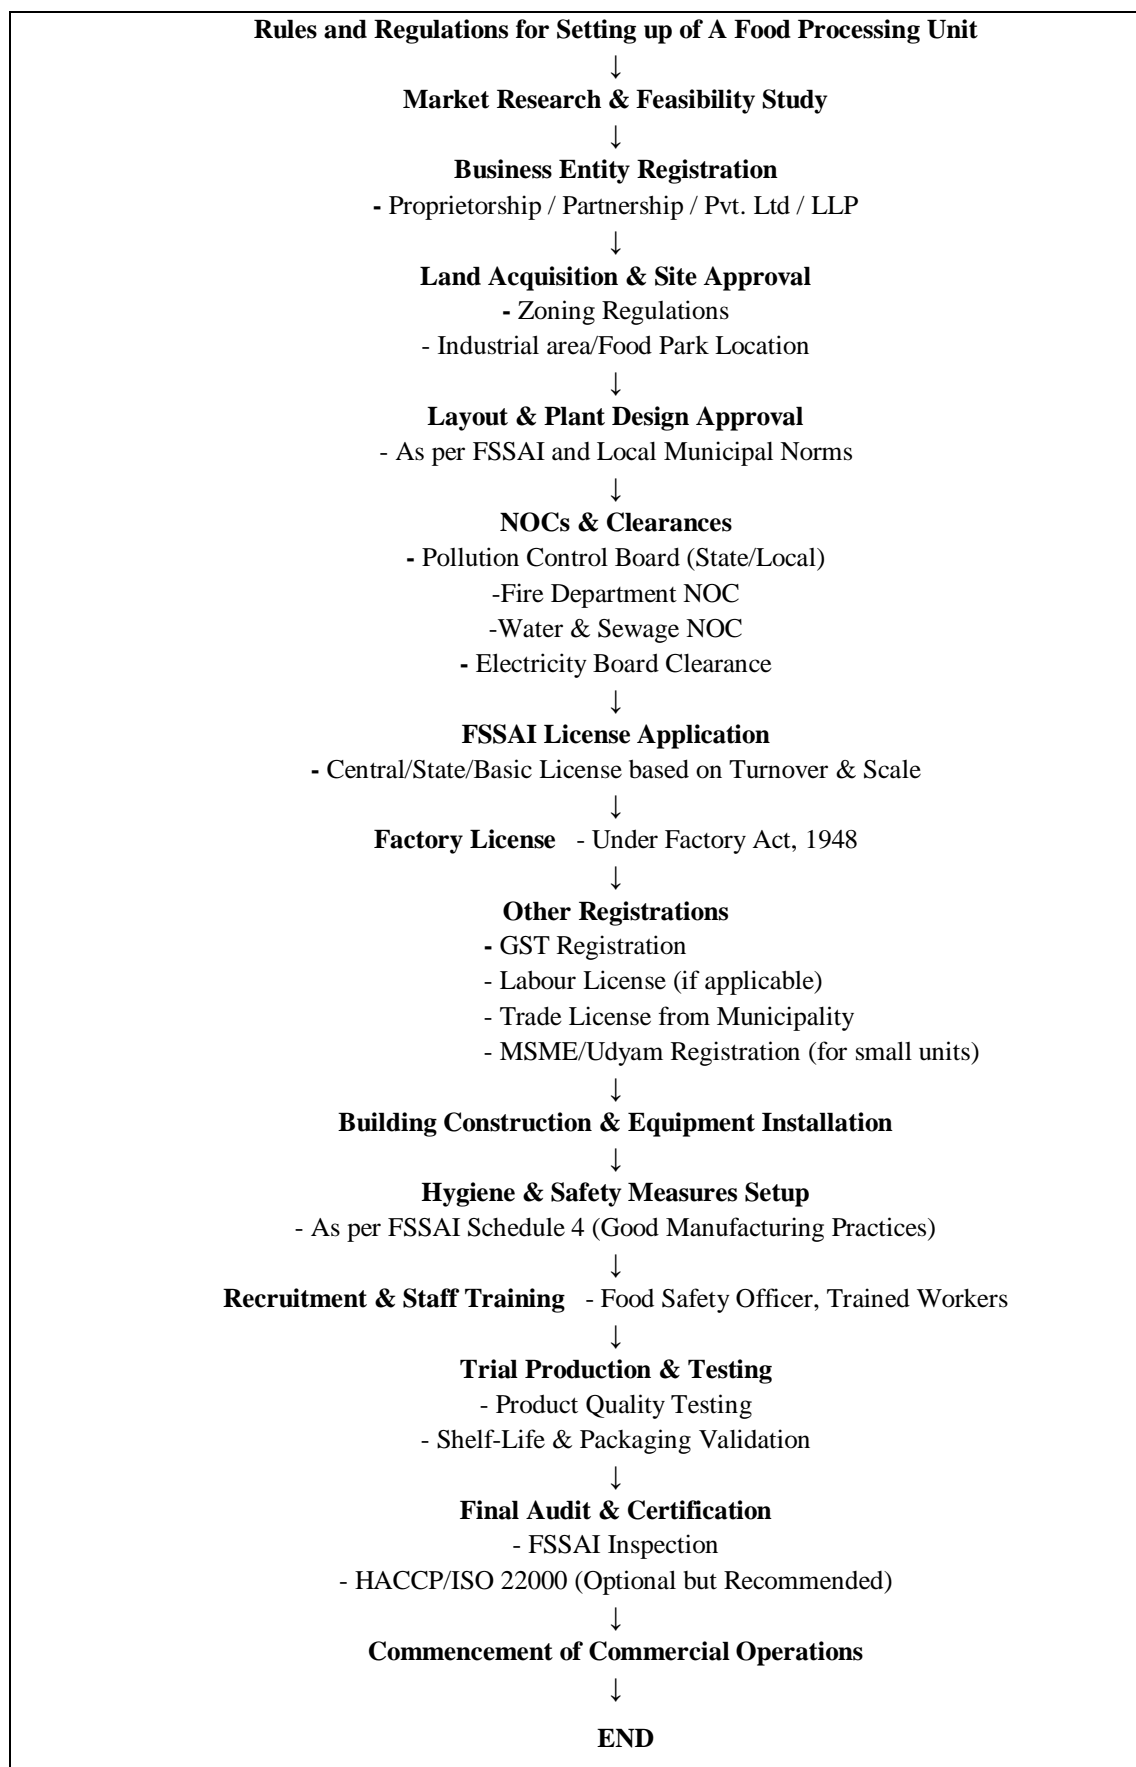 Rules and Regulations for Setting up of A Food Processing Unit
↓
Market Research & Feasibility Study
↓
Business Entity Registration
- Proprietorship / Partnership / Pvt. Ltd / LLP
↓
Land Acquisition & Site Approval
- Zoning Regulations
- Industrial area/Food Park Location
↓
Layout & Plant Design Approval
- As per FSSAI and Local Municipal Norms
↓
NOCs & Clearances
- Pollution Control Board (State/Local)
-Fire Department NOC
-Water & Sewage NOC
- Electricity Board Clearance
↓
FSSAI License Application
- Central/State/Basic License based on Turnover & Scale
↓
Factory License - Under Factory Act, 1948
↓
Other Registrations
- GST Registration
- Labour License (if applicable)
- Trade License from Municipality
- MSME/Udyam Registration (for small units)
↓
Building Construction & Equipment Installation
↓
Hygiene & Safety Measures Setup
- As per FSSAI Schedule 4 (Good Manufacturing Practices)
↓
Recruitment & Staff Training - Food Safety Officer, Trained Workers
↓
Trial Production & Testing
- Product Quality Testing
- Shelf-Life & Packaging Validation
↓
Final Audit & Certification
- FSSAI Inspection
- HACCP/ISO 22000 (Optional but Recommended)
↓
Commencement of Commercial Operations
↓
END